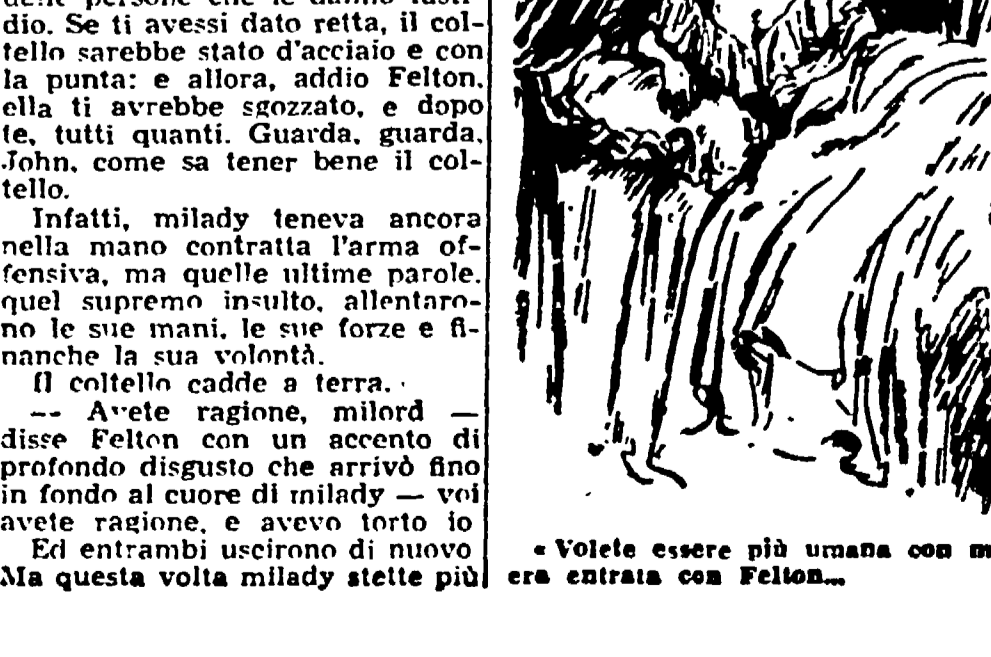 delle persone che le danno fasti-
dio. Se ti avessi dato retta, il col-
tello sarebbe stato d'acciaio e con
la punta: e allora, addio Felton,
ella ti avrebbe sgozzato, e dopo
te, tutti quanti. Guarda, guarda,
John, come sa tener bene il col-
tello.
Infatti, milady teneva ancora
nella mano contratta l'arma of-
fensiva, ma quelle ultime parole,
quel supremo insulto, allentaro-
no le sue mani, le sue forze e fi-
nanche la sua volontà.
Il coltello cadde a terra.
-- Avete ragione, milord —
disse Felton con un accento di
profondo disgusto che arrivò fino
in fondo al cuore di milady — voi
avete ragione, e avevo torto io
Ed entrambi uscirono di nuovo
Ma questa volta milady stette più
« Volete essere più umana con
era entrata con Felton...